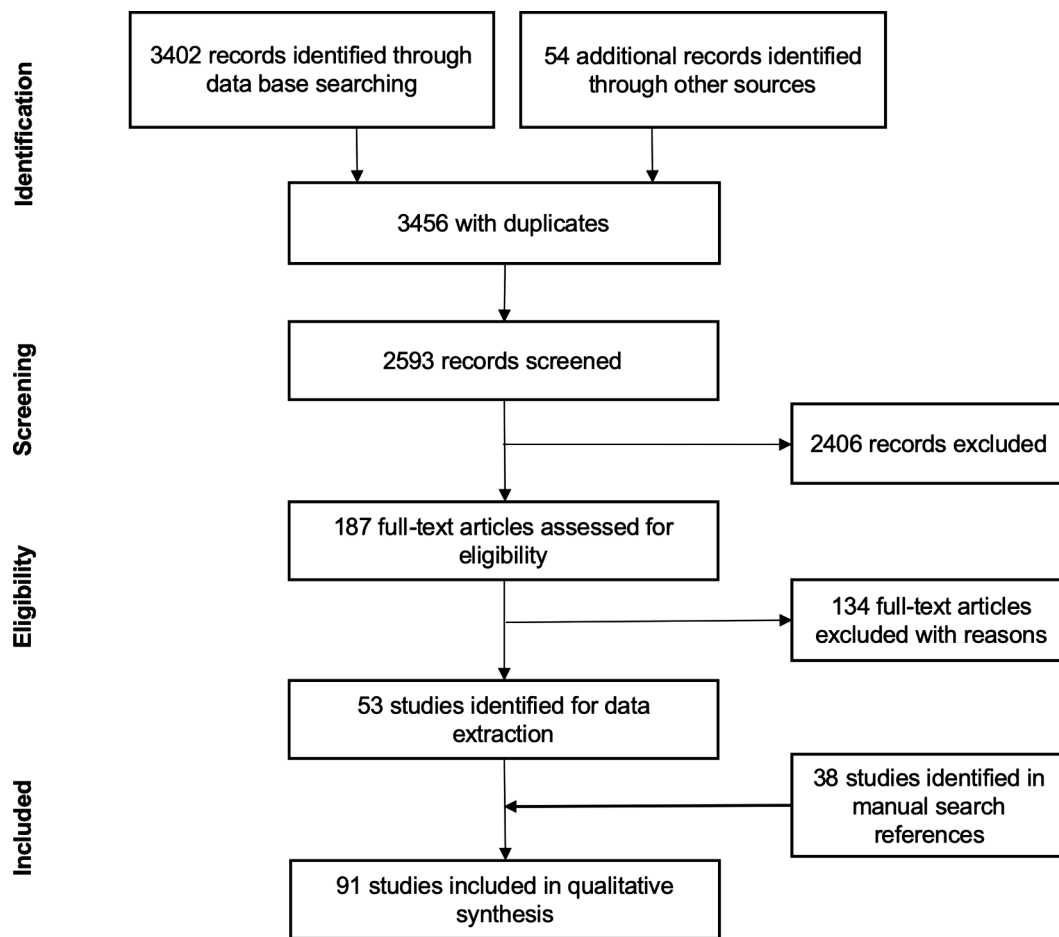 Identification
3402 records identified through
data base searching
54 additional records identified
through other sources
3456 with duplicates
Screening
2593 records screened
2406 records excluded
Eligibility
187 full-text articles assessed for
eligibility
134 full-text articles
excluded with reasons
53 studies identified for data
extraction
Included
38 studies identified in
manual search
references
91 studies included in qualitative
synthesis